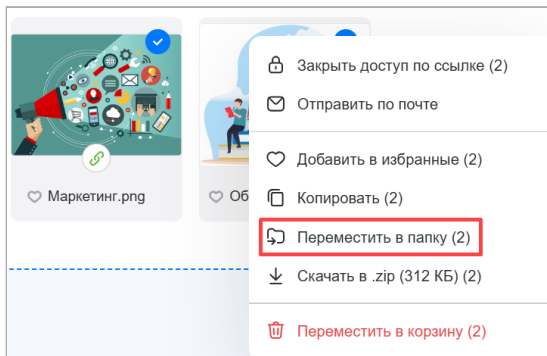 Закрыть доступ по ссылке (2)
Отправить по почте
Добавить в избранные (2)
Маркетинг.png
Об
Копировать (2)
Переместить в папку (2)
Скачать в .zip (312 КБ) (2)
Переместить в корзину (2)